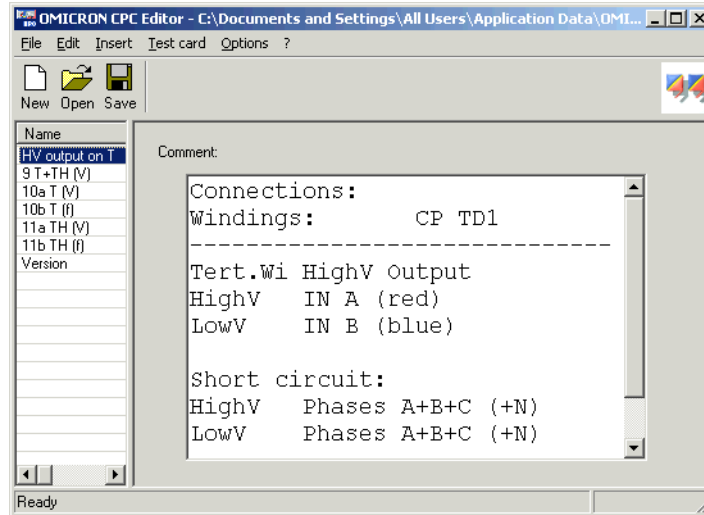 OMICRON CPC Editor - C:\Documents and Settings\All Users\Application Data\OMI...
File Edit Insert Test card Options ?
New Open Save
Name
HV output on T
9 T+TH (V)
10a T (V)
10b T (f)
11a TH (V)
11b TH (f)
Version
Comment:
Connections:
Windings: CP TD1
------------------------------
Tert.Wi HighV Output
HighV IN A (red)
LowV IN B (blue)
Short circuit:
HighV Phases A+B+C (+N)
LowV Phases A+B+C (+N)
Ready